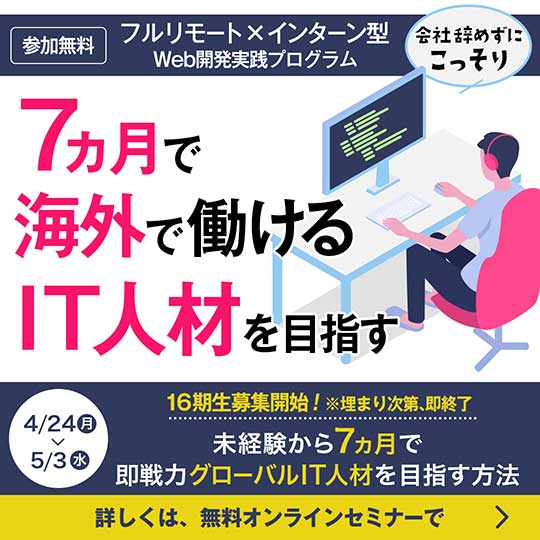 参加無料
フルリモート×インターン型
Web開発実践プログラム
会社辞めずに
こっそり
7ヵ月で
海外で働ける
IT人材を目指す
4/24月
〜
5/3水
16期生募集開始！※埋まり次第、即終了
未経験から7ヵ月で
即戦力グローバルIT人材を目指す方法
詳しくは、無料オンラインセミナーで